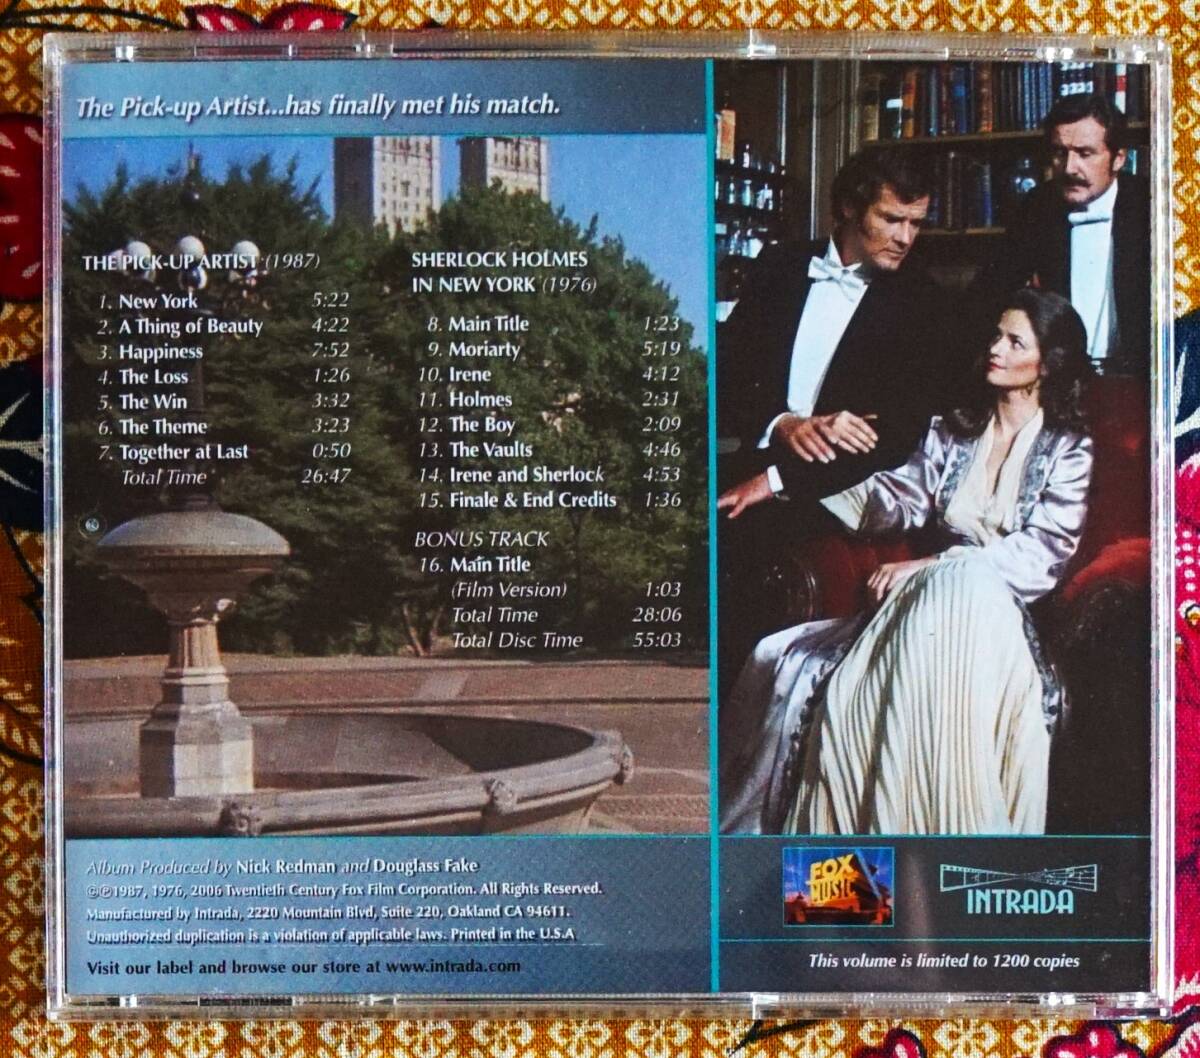 The Pick-up Artist...has finally met his match.
THE PICK-UP ARTIST (1987)
1. New York 5:22
2. A Thing of Beauty 4:22
3. Happiness 7:52
4. The Loss 1:26
5. The Win 3:32
6. The Theme 3:23
7. Together at Last 0:50
Total Time 26:47
SHERLOCK HOLMES
IN NEW YORK (1976)
8. Main Title 1:23
9. Moriarty 5:19
10. Irene 4:12
11. Holmes 2:31
12. The Boy 2:09
13. The Vaults 4:46
14. Irene and Sherlock 4:53
15. Finale & End Credits 1:36
BONUS TRACK
16. Main Title
(Film Version) 1:03
Total Time 28:06
Total Disc Time 55:03
Album Produced by Nick Redman and Douglass Fake
©℗1987, 1976, 2006 Twentieth Century Fox Film Corporation. All Rights Reserved.
Manufactured by Intrada, 2220 Mountain Blvd, Suite 220, Oakland CA 94611.
Unauthorized duplication is a violation of applicable laws. Printed in the U.S.A
Visit our label and browse our store at www.intrada.com
FOX
MUSIC
INTRADA
This volume is limited to 1200 copies